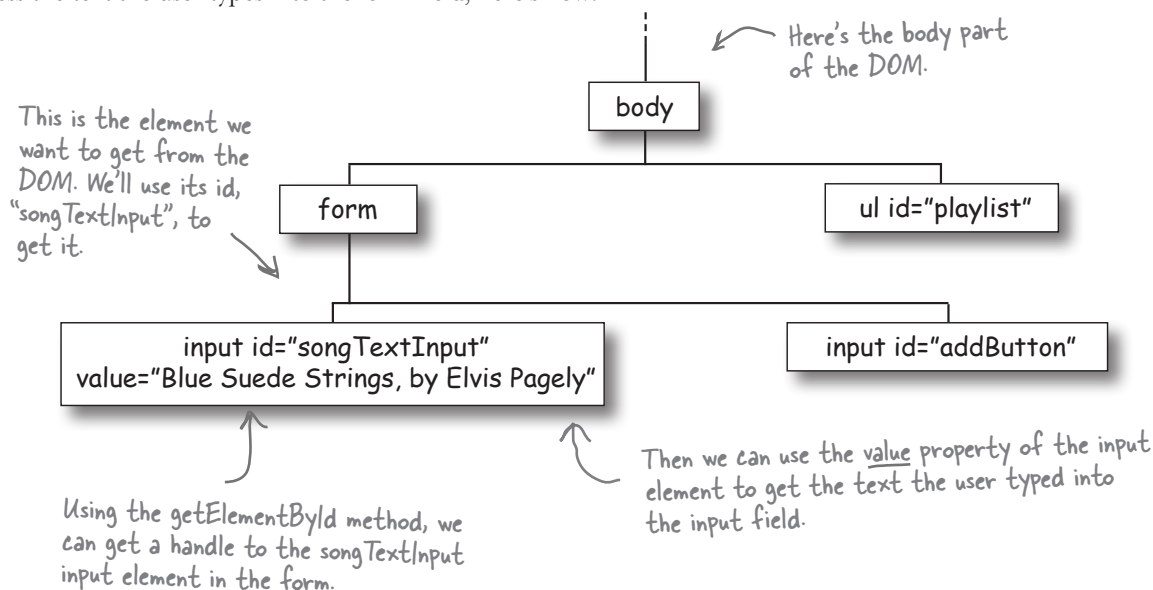 Here's the body part
of the DOM.
body
This is the element we
want to get from the
DOM. We'll use its id,
"songTextInput", to
get it.
form
ul id="playlist"
input id="songTextInput"
value="Blue Suede Strings, by Elvis Pagely"
input id="addButton"
Then we can use the value property of the input
element to get the text the user typed into
the input field.
Using the getElementById method, we
can get a handle to the songTextInput
input element in the form.